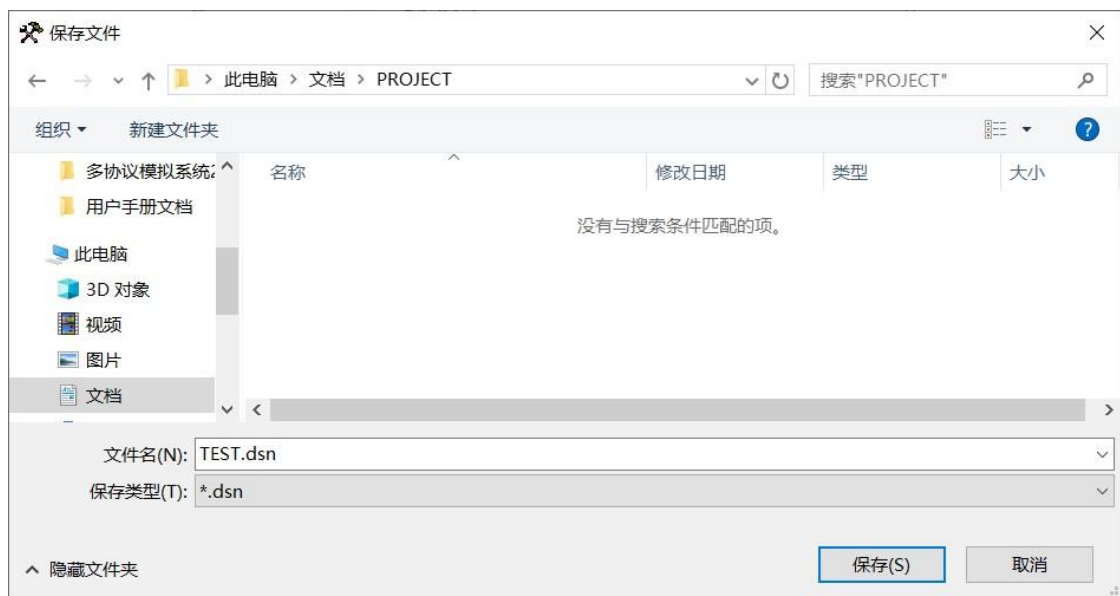 保存文件
此电脑 > 文档 > PROJECT
搜索"PROJECT"
组织
新建文件夹
名称
修改日期
类型
大小
多协议模拟系统
用户手册文档
此电脑
3D 对象
视频
图片
文档
没有与搜索条件匹配的项。
文件名(N): TEST.dsn
保存类型(T): *.dsn
隐藏文件夹
保存(S)
取消